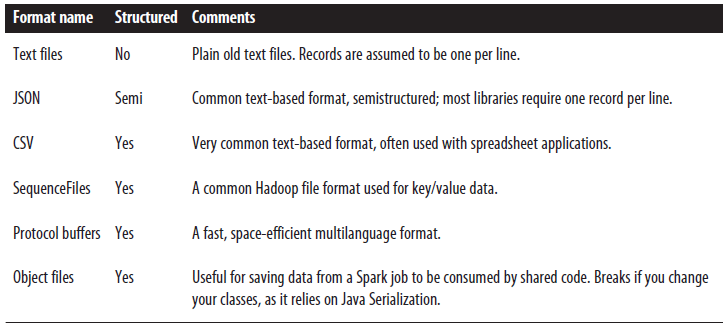 Format name Structured Comments
Text files No Plain old text files. Records are assumed to be one per line.
JSON Semi Common text-based format, semistructured; most libraries require one record per line.
CSV Yes Very common text-based format, often used with spreadsheet applications.
SequenceFiles Yes A common Hadoop file format used for key/value data.
Protocol buffers Yes A fast, space-efficient multilanguage format.
Object files Yes Useful for saving data from a Spark job to be consumed by shared code. Breaks if you change
your classes, as it relies on Java Serialization.